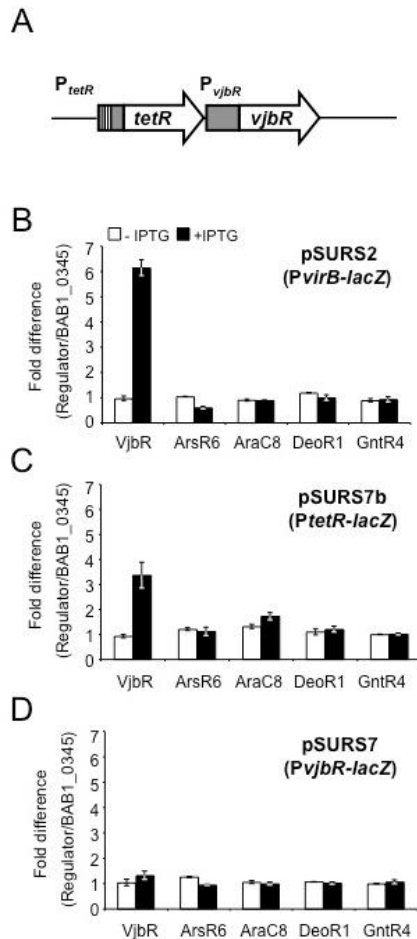 A
PtetR
PvjbR
tetR
vjbR
B
- IPTG
+IPTG
pSURS2
(PvirB-lacZ)
Fold difference
(Regulator/BAB1_0345)
7
6
5
4
3
2
1
0
VjbR ArsR6 AraC8 DeoR1 GntR4
C
pSURS7b
(PtetR-lacZ)
Fold difference
(Regulator/BAB1_0345)
7
6
5
4
3
2
1
0
VjbR ArsR6 AraC8 DeoR1 GntR4
D
pSURS7
(PvjbR-lacZ)
Fold difference
(Regulator/BAB1_0345)
7
6
5
4
3
2
1
0
VjbR ArsR6 AraC8 DeoR1 GntR4